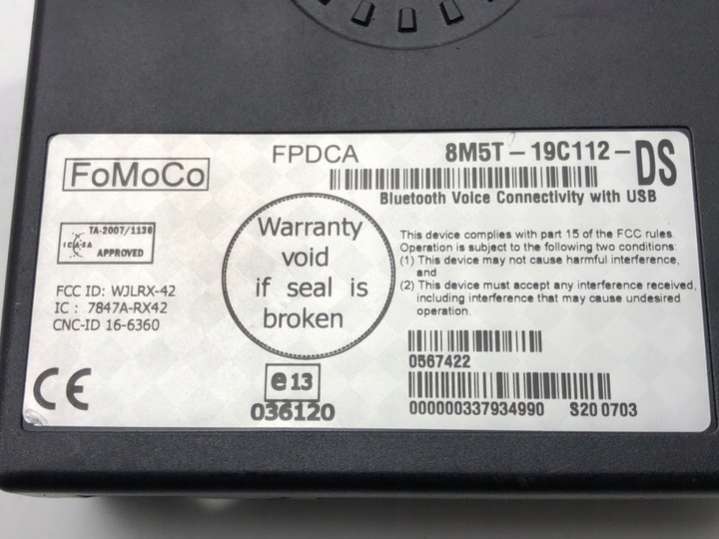 FPDCA
8M5T-19C112-DS
FoMoCo
Bluetooth Voice Connectivity with USB
TA-2007/1136
ICASA
APPROVED
Warranty
void
if seal is
broken
This device complies with part 15 of the FCC rules.
Operation is subject to the following two conditions:
(1) This device may not cause harmful interference,
and
(2) This device must accept any interference received,
including interference that may cause undesired
operation.
FCC ID: WJLRX-42
IC : 7847A-RX42
CNC-ID 16-6360
0567422
CE
e13
036120
000000337934990 S20 0703